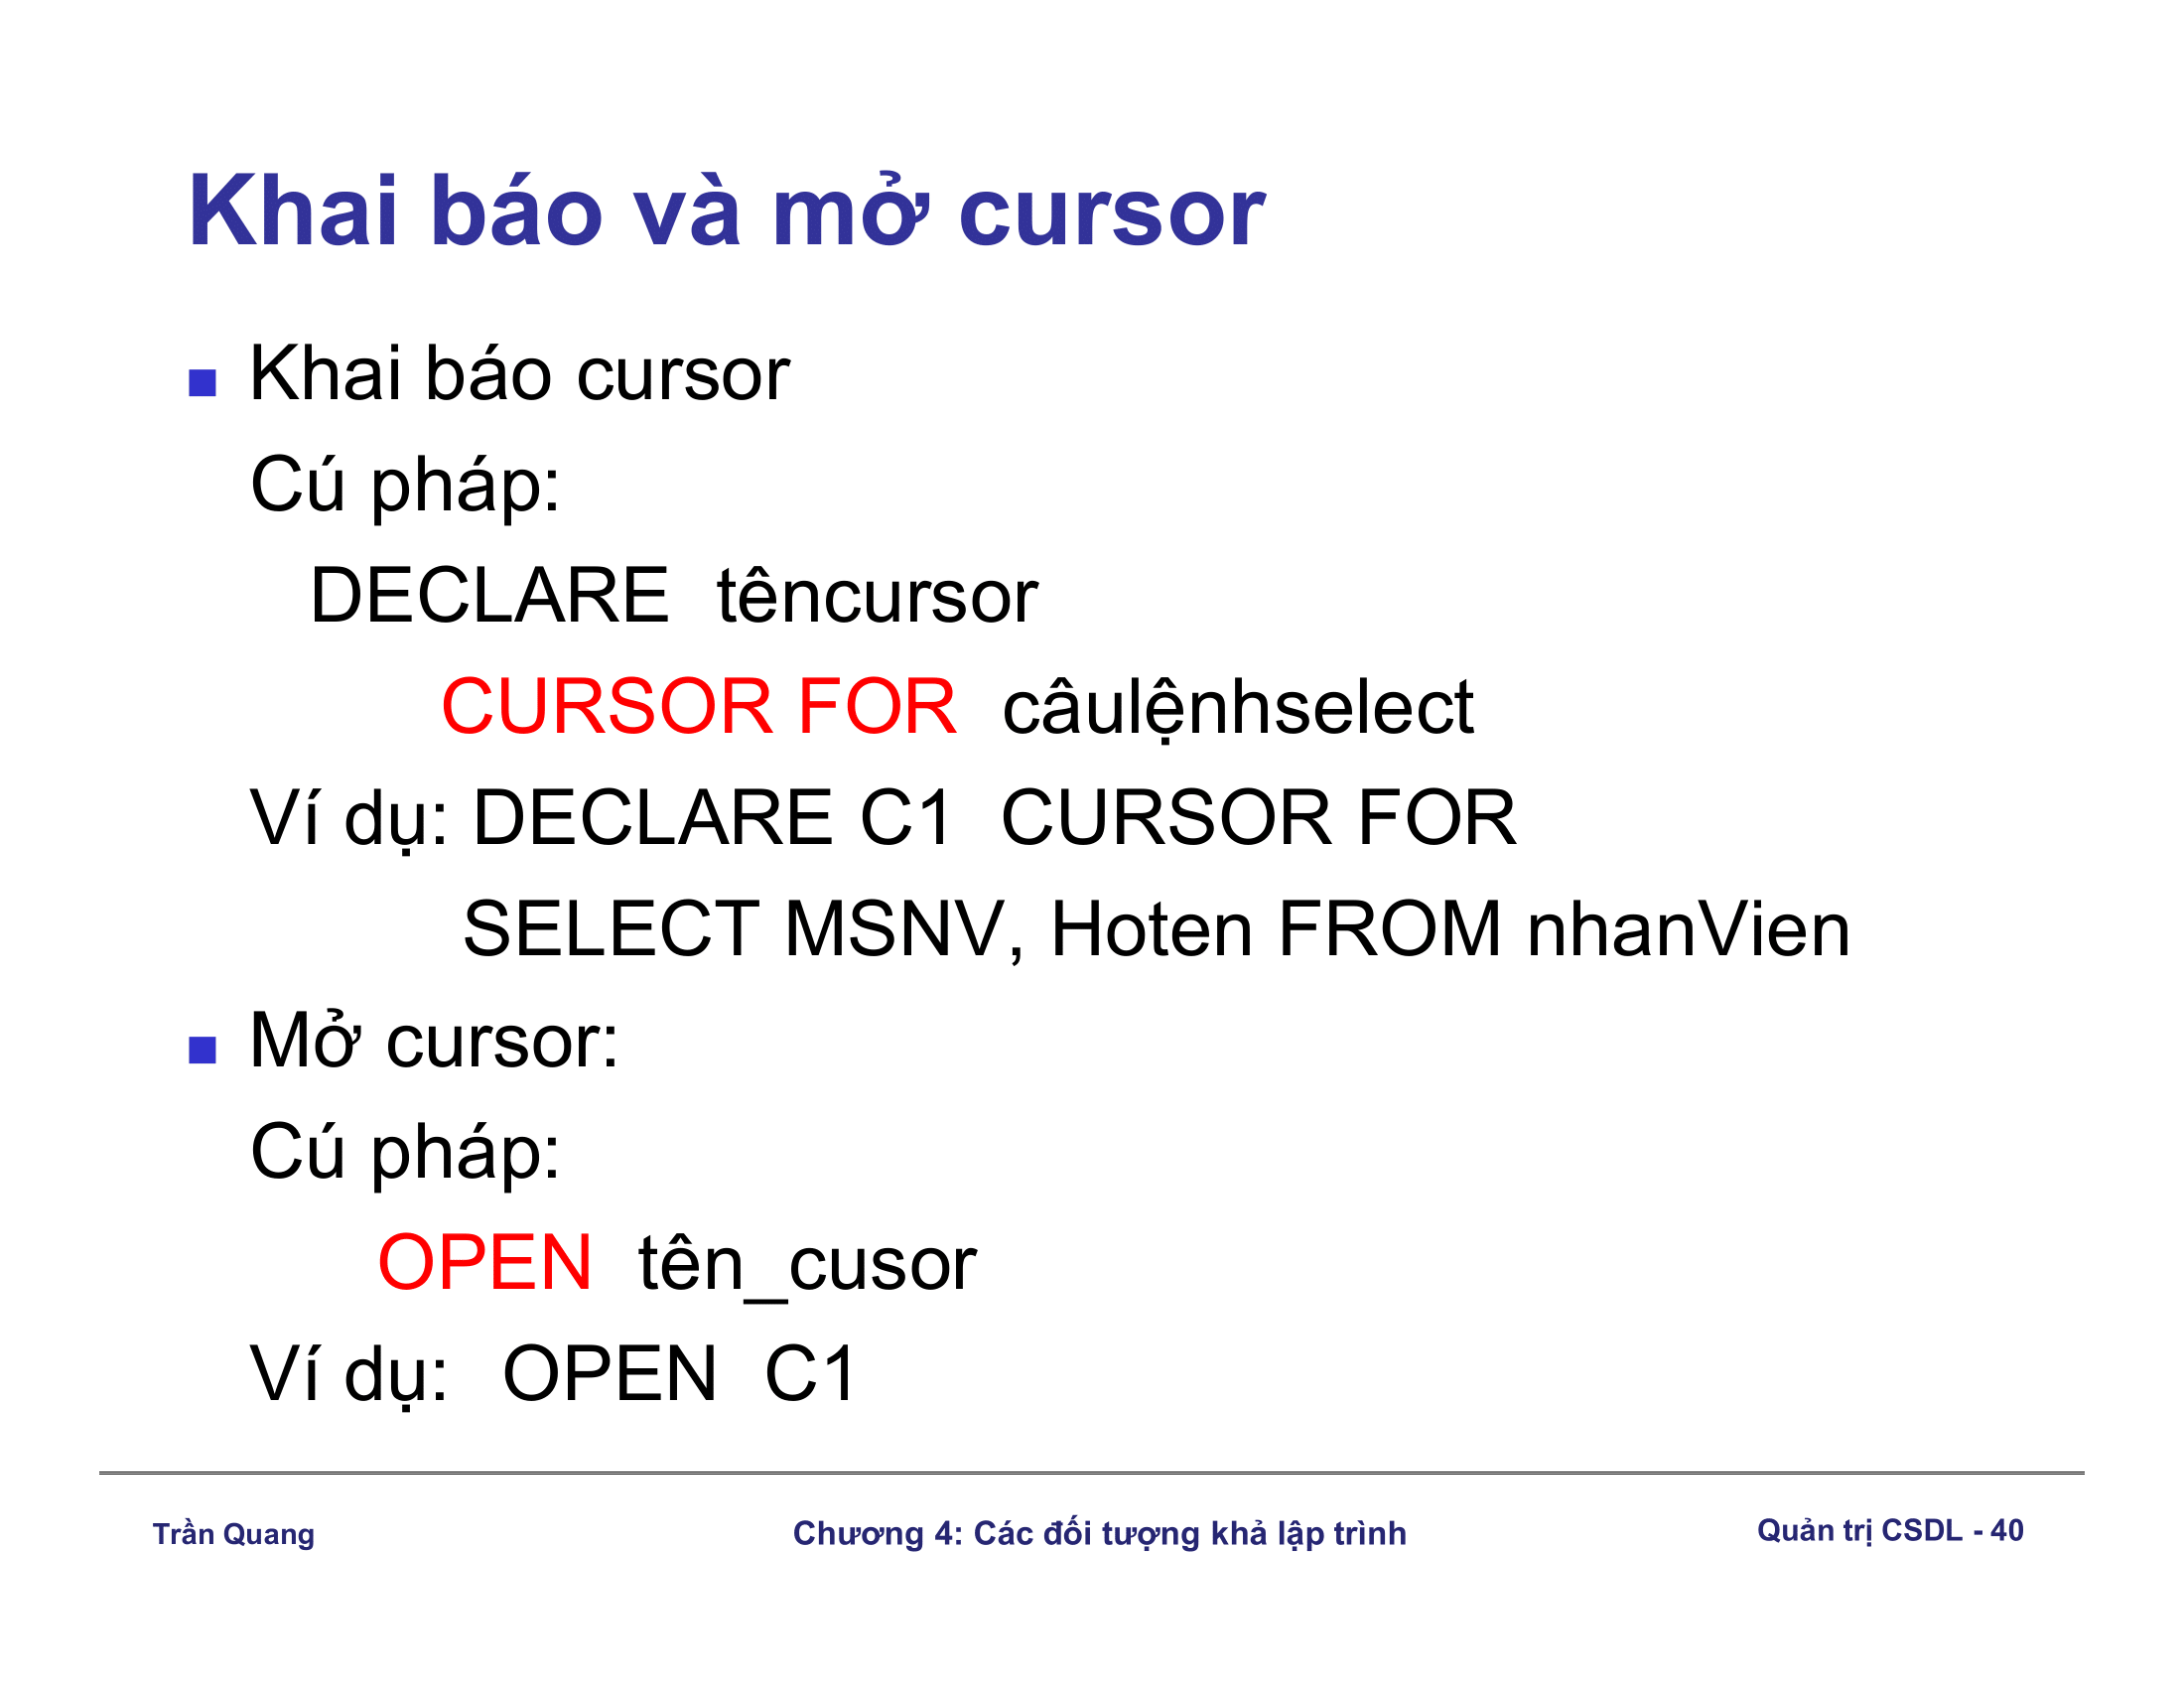 Khai báo và mở cursor
Khai báo cursor
Cú pháp:
DECLARE têncursor
CURSOR FOR câulệnhselect
Ví dụ: DECLARE C1 CURSOR FOR
SELECT MSNV, Hoten FROM nhanVien
Mở cursor:
Cú pháp:
OPEN tên_cusor
Ví dụ: OPEN C1
Trần Quang
Chương 4: Các đối tượng khả lập trình
Quản trị CSDL - 40